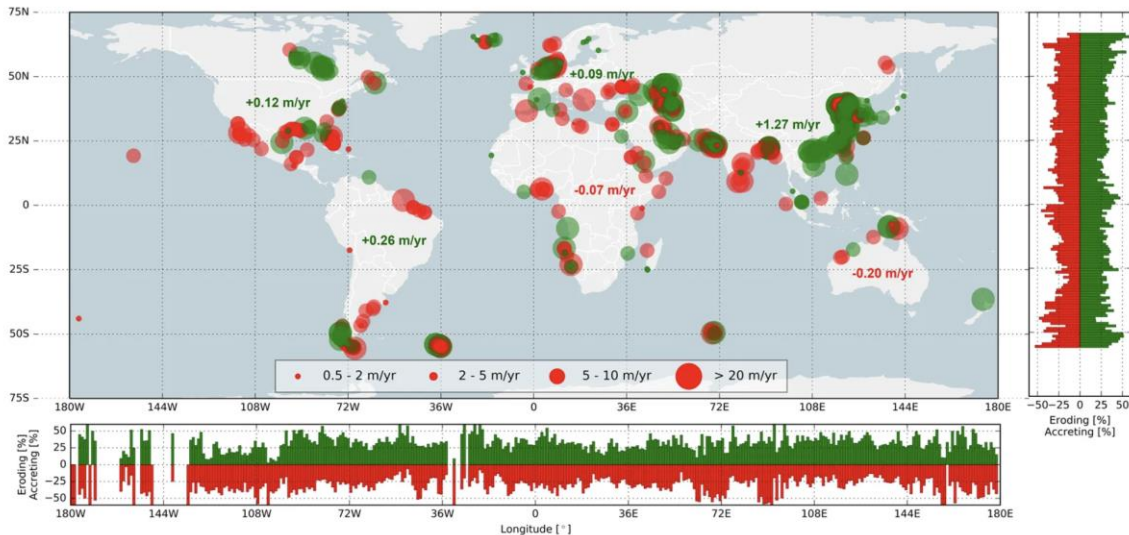 75N
50N
25N
0
25S
50S
75S
+0.12 m/yr
+0.09 m/yr
+1.27 m/yr
-0.07 m/yr
+0.26 m/yr
-0.20 m/yr
0.5 - 2 m/yr 2 - 5 m/yr 5 - 10 m/yr > 20 m/yr
180W 144W 108W 72W 36W 0 36E 72E 108E 144E 180E
−50 −25 0 25 50
Eroding [%]
Accreting [%]
Eroding [%]
Accreting [%]
50
25
0
−25
−50
180W 144W 108W 72W 36W 0 36E 72E 108E 144E 180E
Longitude [°]